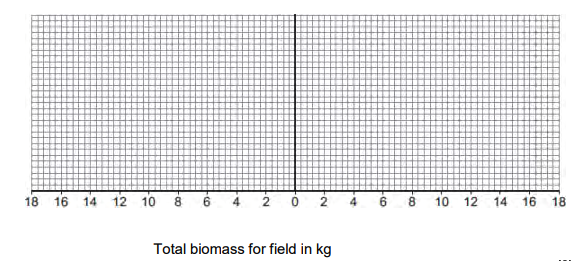 18 16 14 12 10 8 6 4 2 0 2 4 6 8 10 12 14 16 18
Total biomass for field in kg